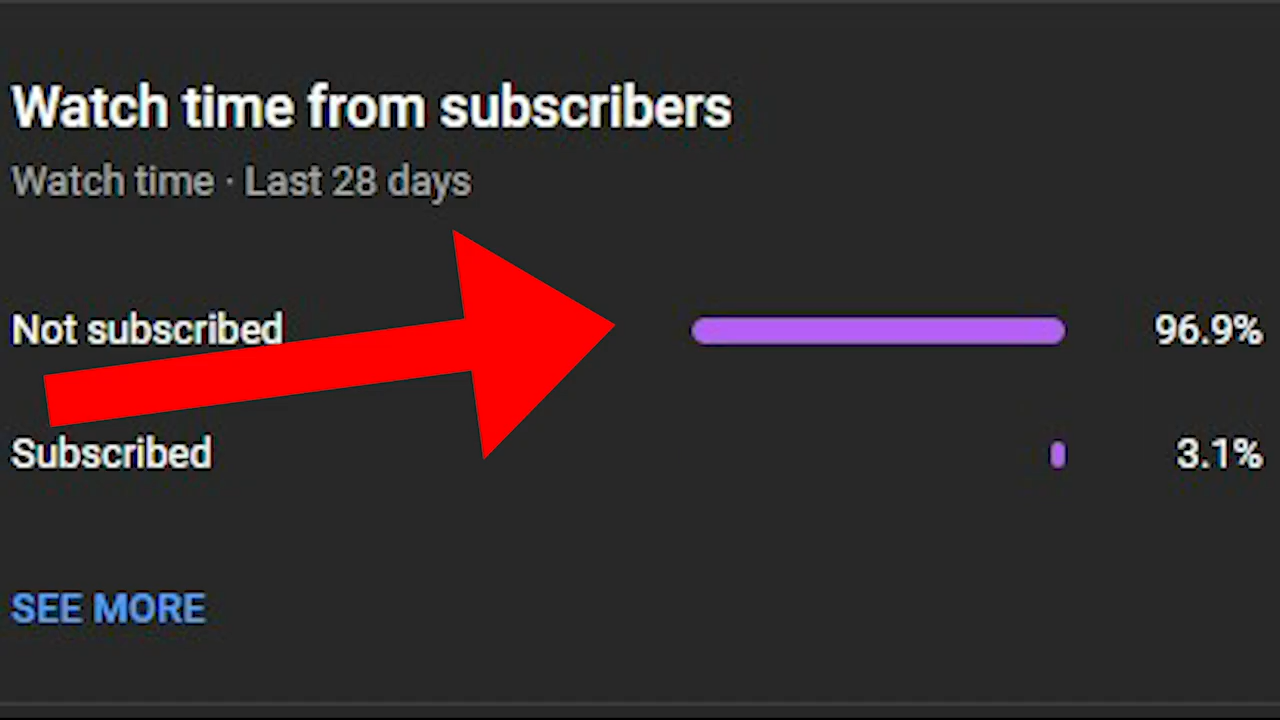 Watch time from subscribers
Watch time · Last 28 days
Not subscribed 96.9%
Subscribed 3.1%
SEE MORE